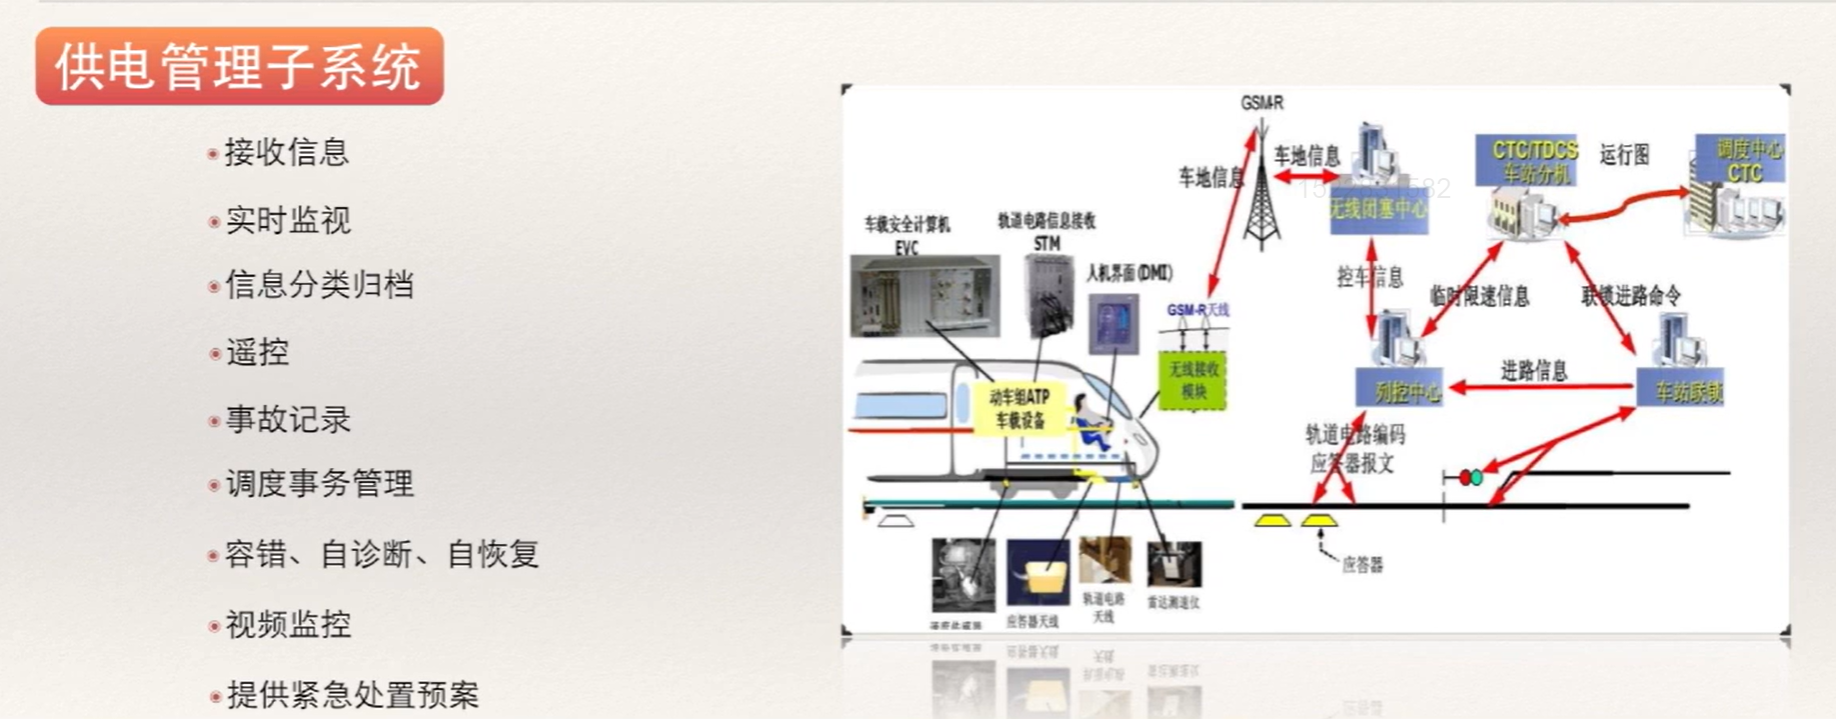 供电管理子系统
接收信息
实时监视
信息分类归档
遥控
事故记录
调度事务管理
容错、自诊断、自恢复
视频监控
提供紧急处置预案
GSM-R
车地信息
车地信息
无线闭塞中心
CTC/TDCS
车站分机
运行图
调度中心
CTC
车载安全计算机
EVC
轨道电路信息接收
STM
人机界面(DMI)
GSM-R天线
无线接收
模块
控车信息
临时限速信息
联锁进路命令
动车组ATP
车载设备
列控中心
进路信息
车站联锁
轨道电路编码
应答器报文
应答器
应答器天线
轨道电路
天线
雷达测速仪